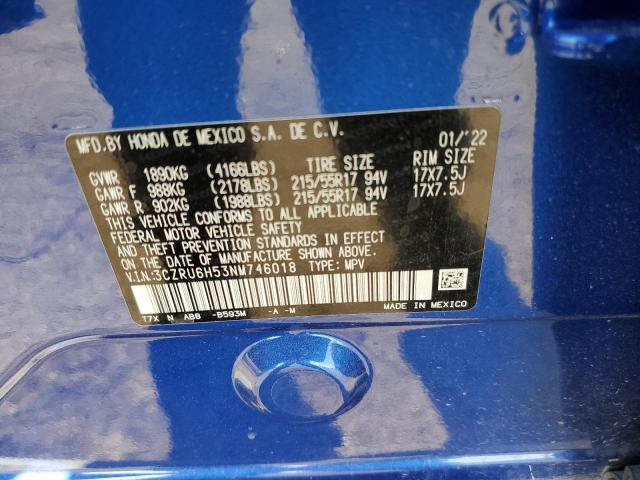 MFD.BY HONDA DE MEXICO S.A. DE C.V. 01/'22
GVWR 1890KG (4166LBS) TIRE SIZE RIM SIZE
GAWR F 988KG (2178LBS) 215/55R17 94V 17X7.5J
GAWR R 902KG (1988LBS) 215/55R17 94V 17X7.5J
THIS VEHICLE CONFORMS TO ALL APPLICABLE
FEDERAL MOTOR VEHICLE SAFETY
AND THEFT PREVENTION STANDARDS IN EFFECT
ON THE DATE OF MANUFACTURE SHOWN ABOVE.
V.I.N.:3CZRU6H53NM746018 TYPE: MPV
T7X N AB8 -B593M -A -M
MADE IN MEXICO